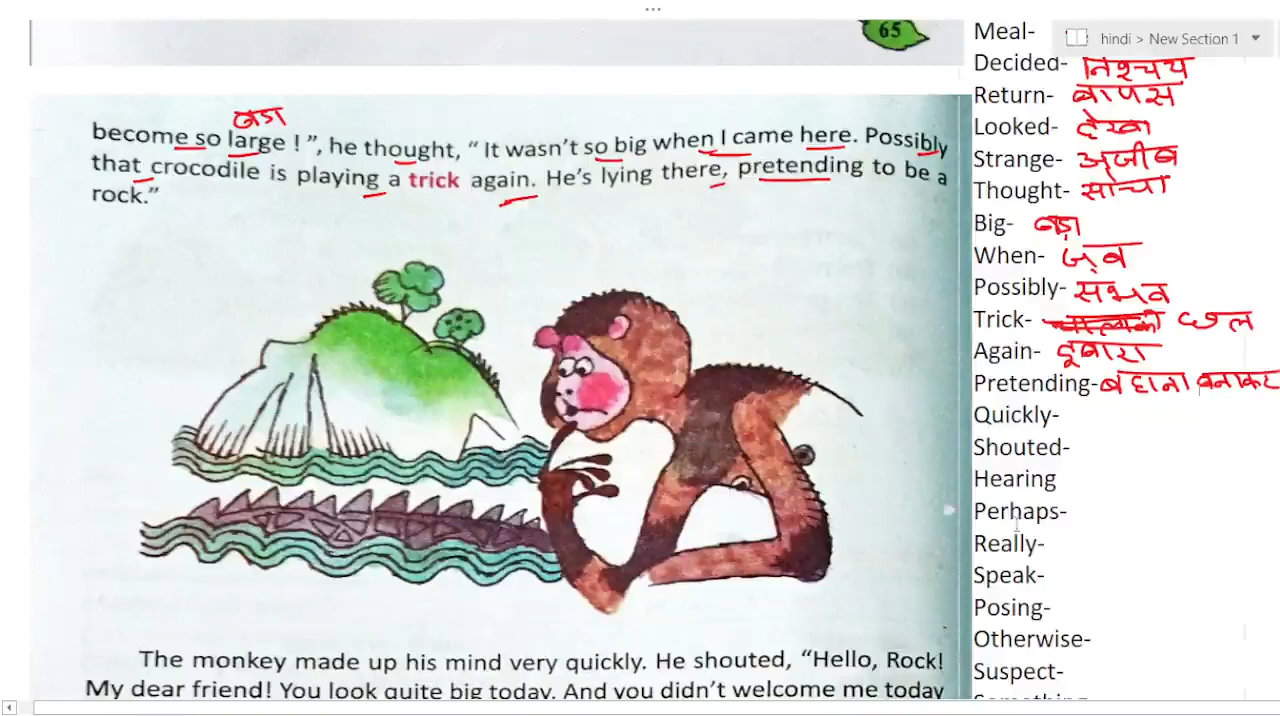 65
become so large ! ”, he thought, “ It wasn’t so big when I came here. Possibly
बडा
that crocodile is playing a trick again. He’s lying there, pretending to be a
rock.”
The monkey made up his mind very quickly. He shouted, “Hello, Rock!
My dear friend! You look quite big today. And you didn’t welcome me today
hindi > New Section 1
Meal-
Decided- निश्चय
Return- बापस
Looked- देखा
Strange- अजीब
Thought- सोचा
Big- बड़ा
When- जब
Possibly- संभव
Trick- छल
Again- दूबारा
Pretending- बहाना बनाकर
Quickly-
Shouted-
Hearing
Perhaps-
Really-
Speak-
Posing-
Otherwise-
Suspect-
Something